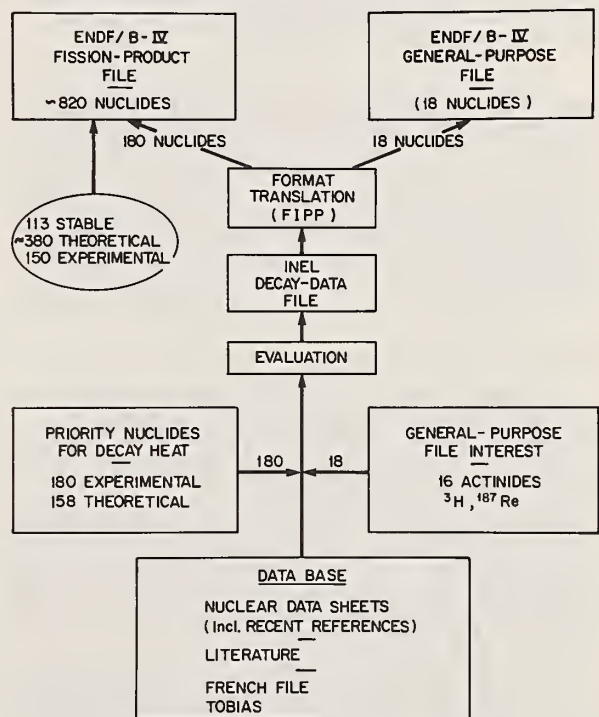 ENDF/B-IV
FISSION-PRODUCT
FILE
~820 NUCLIDES
ENDF/B-IV
GENERAL-PURPOSE
FILE
(18 NUCLIDES)
180 NUCLIDES
18 NUCLIDES
FORMAT
TRANSLATION
(FIPP)
113 STABLE
~380 THEORETICAL
150 EXPERIMENTAL
INEL
DECAY-DATA
FILE
EVALUATION
PRIORITY NUCLIDES
FOR DECAY HEAT
180 EXPERIMENTAL
158 THEORETICAL
180
18
GENERAL-PURPOSE
FILE INTEREST
16 ACTINIDES
³H, ¹⁸⁷Re
DATA BASE
NUCLEAR DATA SHEETS
(Incl. RECENT REFERENCES)
LITERATURE
FRENCH FILE
TOBIAS